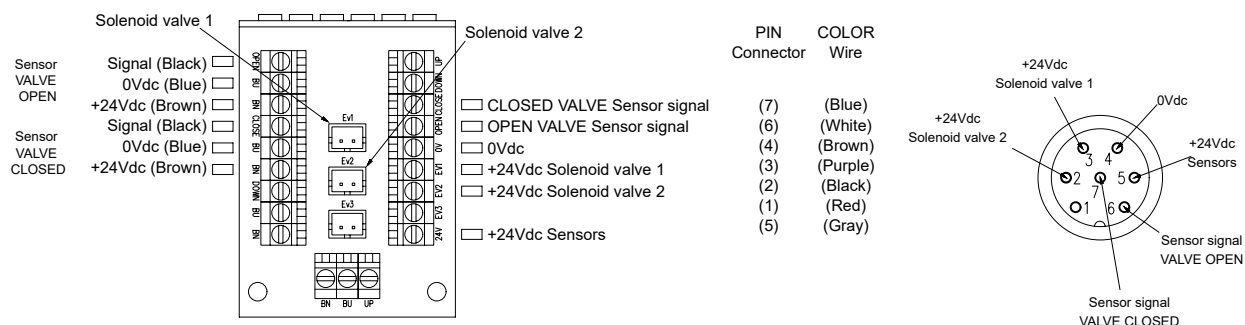 Solenoid valve 1
Solenoid valve 2
Sensor
VALVE
OPEN
Signal (Black)
0Vdc (Blue)
+24Vdc (Brown)
Sensor
VALVE
CLOSED
Signal (Black)
0Vdc (Blue)
+24Vdc (Brown)
OPEN
BU
BN
CLOSE
BU
BN
DOWN
BU
BN
Ev1
Ev2
Ev3
BN BU UP
UP
DOWN
CLOSE
OPEN
0V
EV1
EV2
EV3
24V
CLOSED VALVE Sensor signal
OPEN VALVE Sensor signal
0Vdc
+24Vdc Solenoid valve 1
+24Vdc Solenoid valve 2
+24Vdc Sensors
PIN COLOR
Connector Wire
(7) (Blue)
(6) (White)
(4) (Brown)
(3) (Purple)
(2) (Black)
(1) (Red)
(5) (Gray)
+24Vdc
Solenoid valve 1
0Vdc
+24Vdc
Solenoid valve 2
+24Vdc
Sensors
3 4
2 7 5
1 6
Sensor signal
VALVE OPEN
Sensor signal
VALVE CLOSED